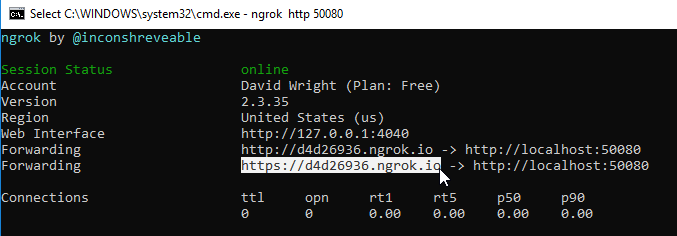 Select C:\WINDOWS\system32\cmd.exe - ngrok  http 50080
ngrok by @inconshreveable
Session Status online
Account David Wright (Plan: Free)
Version 2.3.35
Region United States (us)
Web Interface http://127.0.0.1:4040
Forwarding http://d4d26936.ngrok.io -> http://localhost:50080
Forwarding https://d4d26936.ngrok.io -> http://localhost:50080
Connections ttl opn rt1 rt5 p50 p90
0 0 0.00 0.00 0.00 0.00